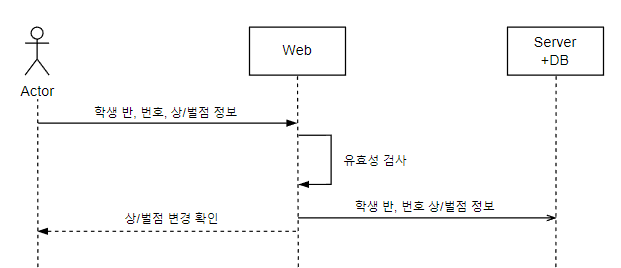 Actor
Web
Server
+DB
학생 반, 번호, 상/벌점 정보
유효성 검사
학생 반, 번호 상/벌점 정보
상/벌점 변경 확인